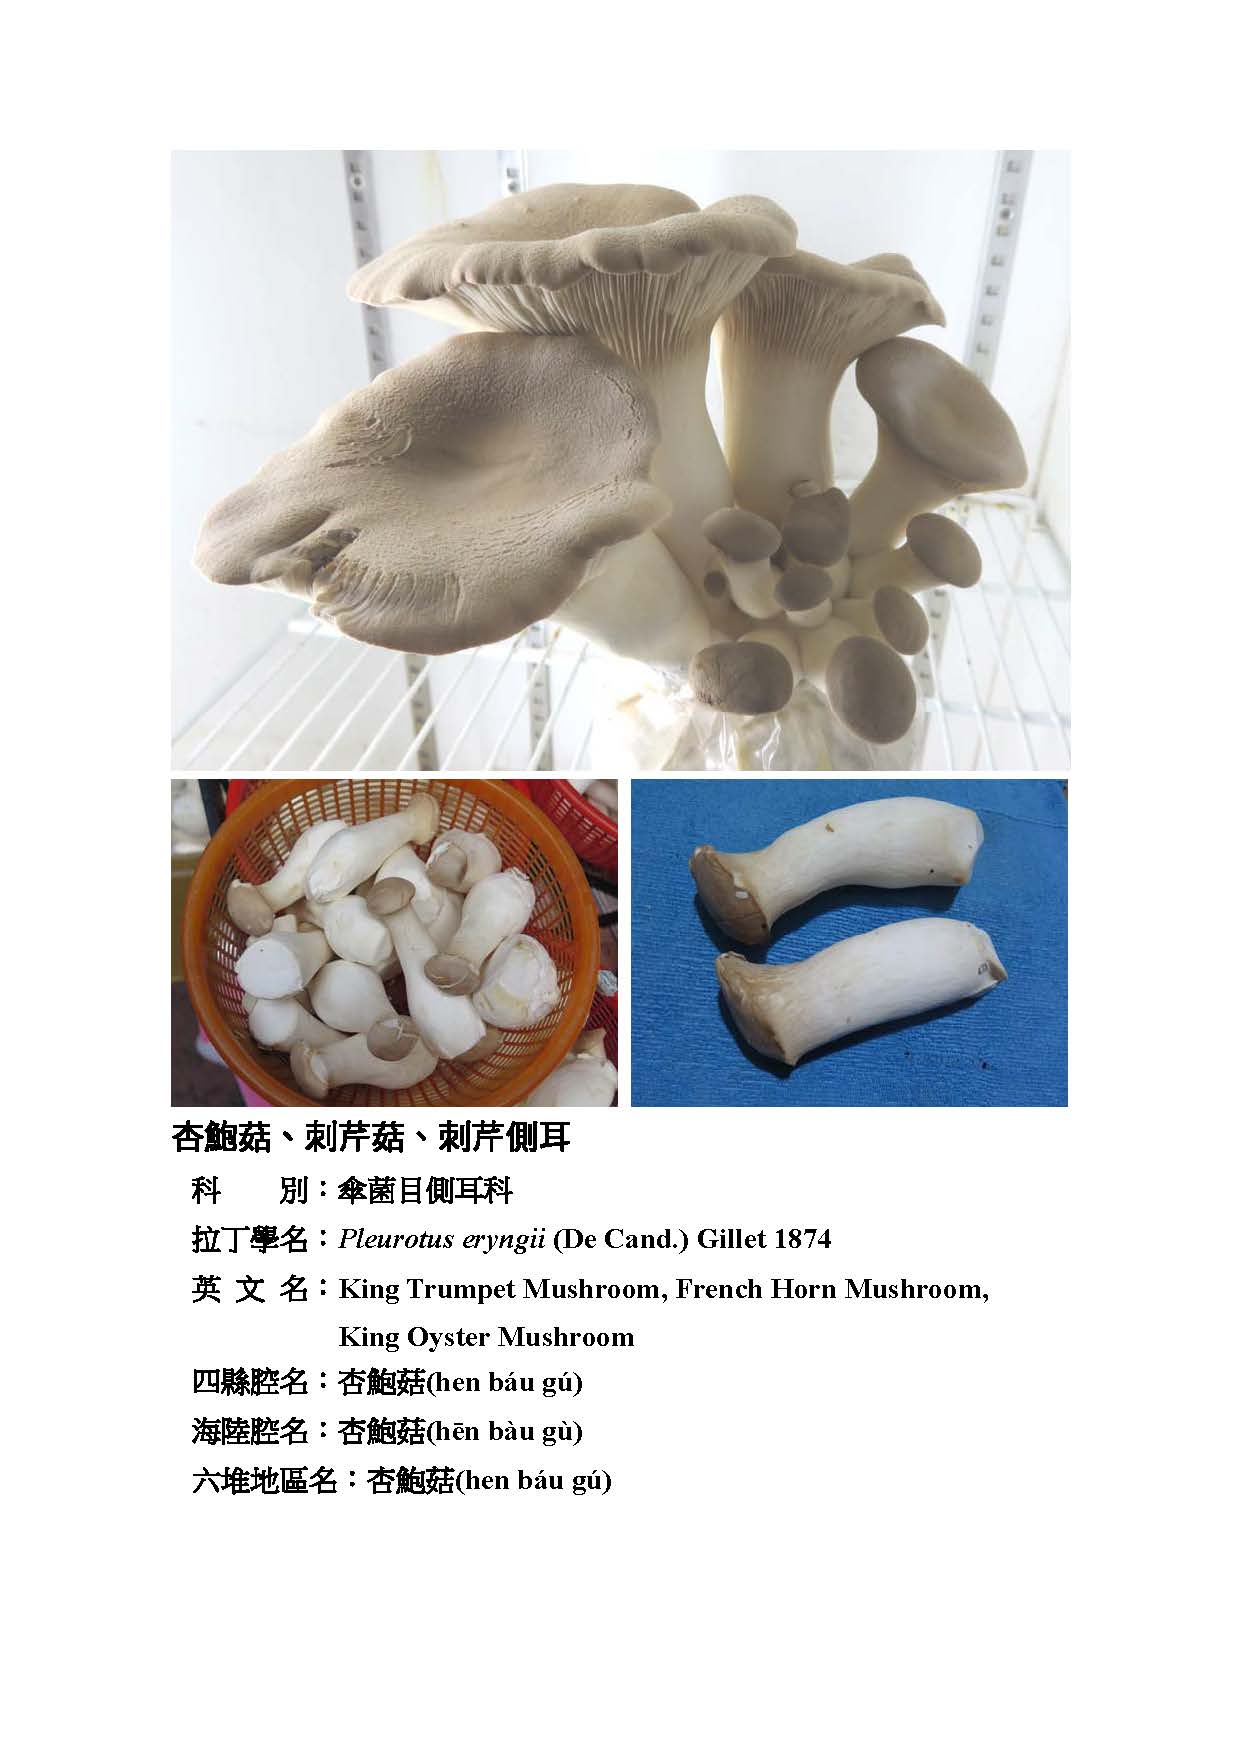 杏鮑菇、刺芹菇、刺芹側耳
科　　別：傘菌目側耳科
拉丁學名：Pleurotus eryngii (De Cand.) Gillet 1874
英 文 名：King Trumpet Mushroom, French Horn Mushroom,
King Oyster Mushroom
四縣腔名：杏鮑菇(hen báu gú)
海陸腔名：杏鮑菇(hēn bàu gù)
六堆地區名：杏鮑菇(hen báu gú)